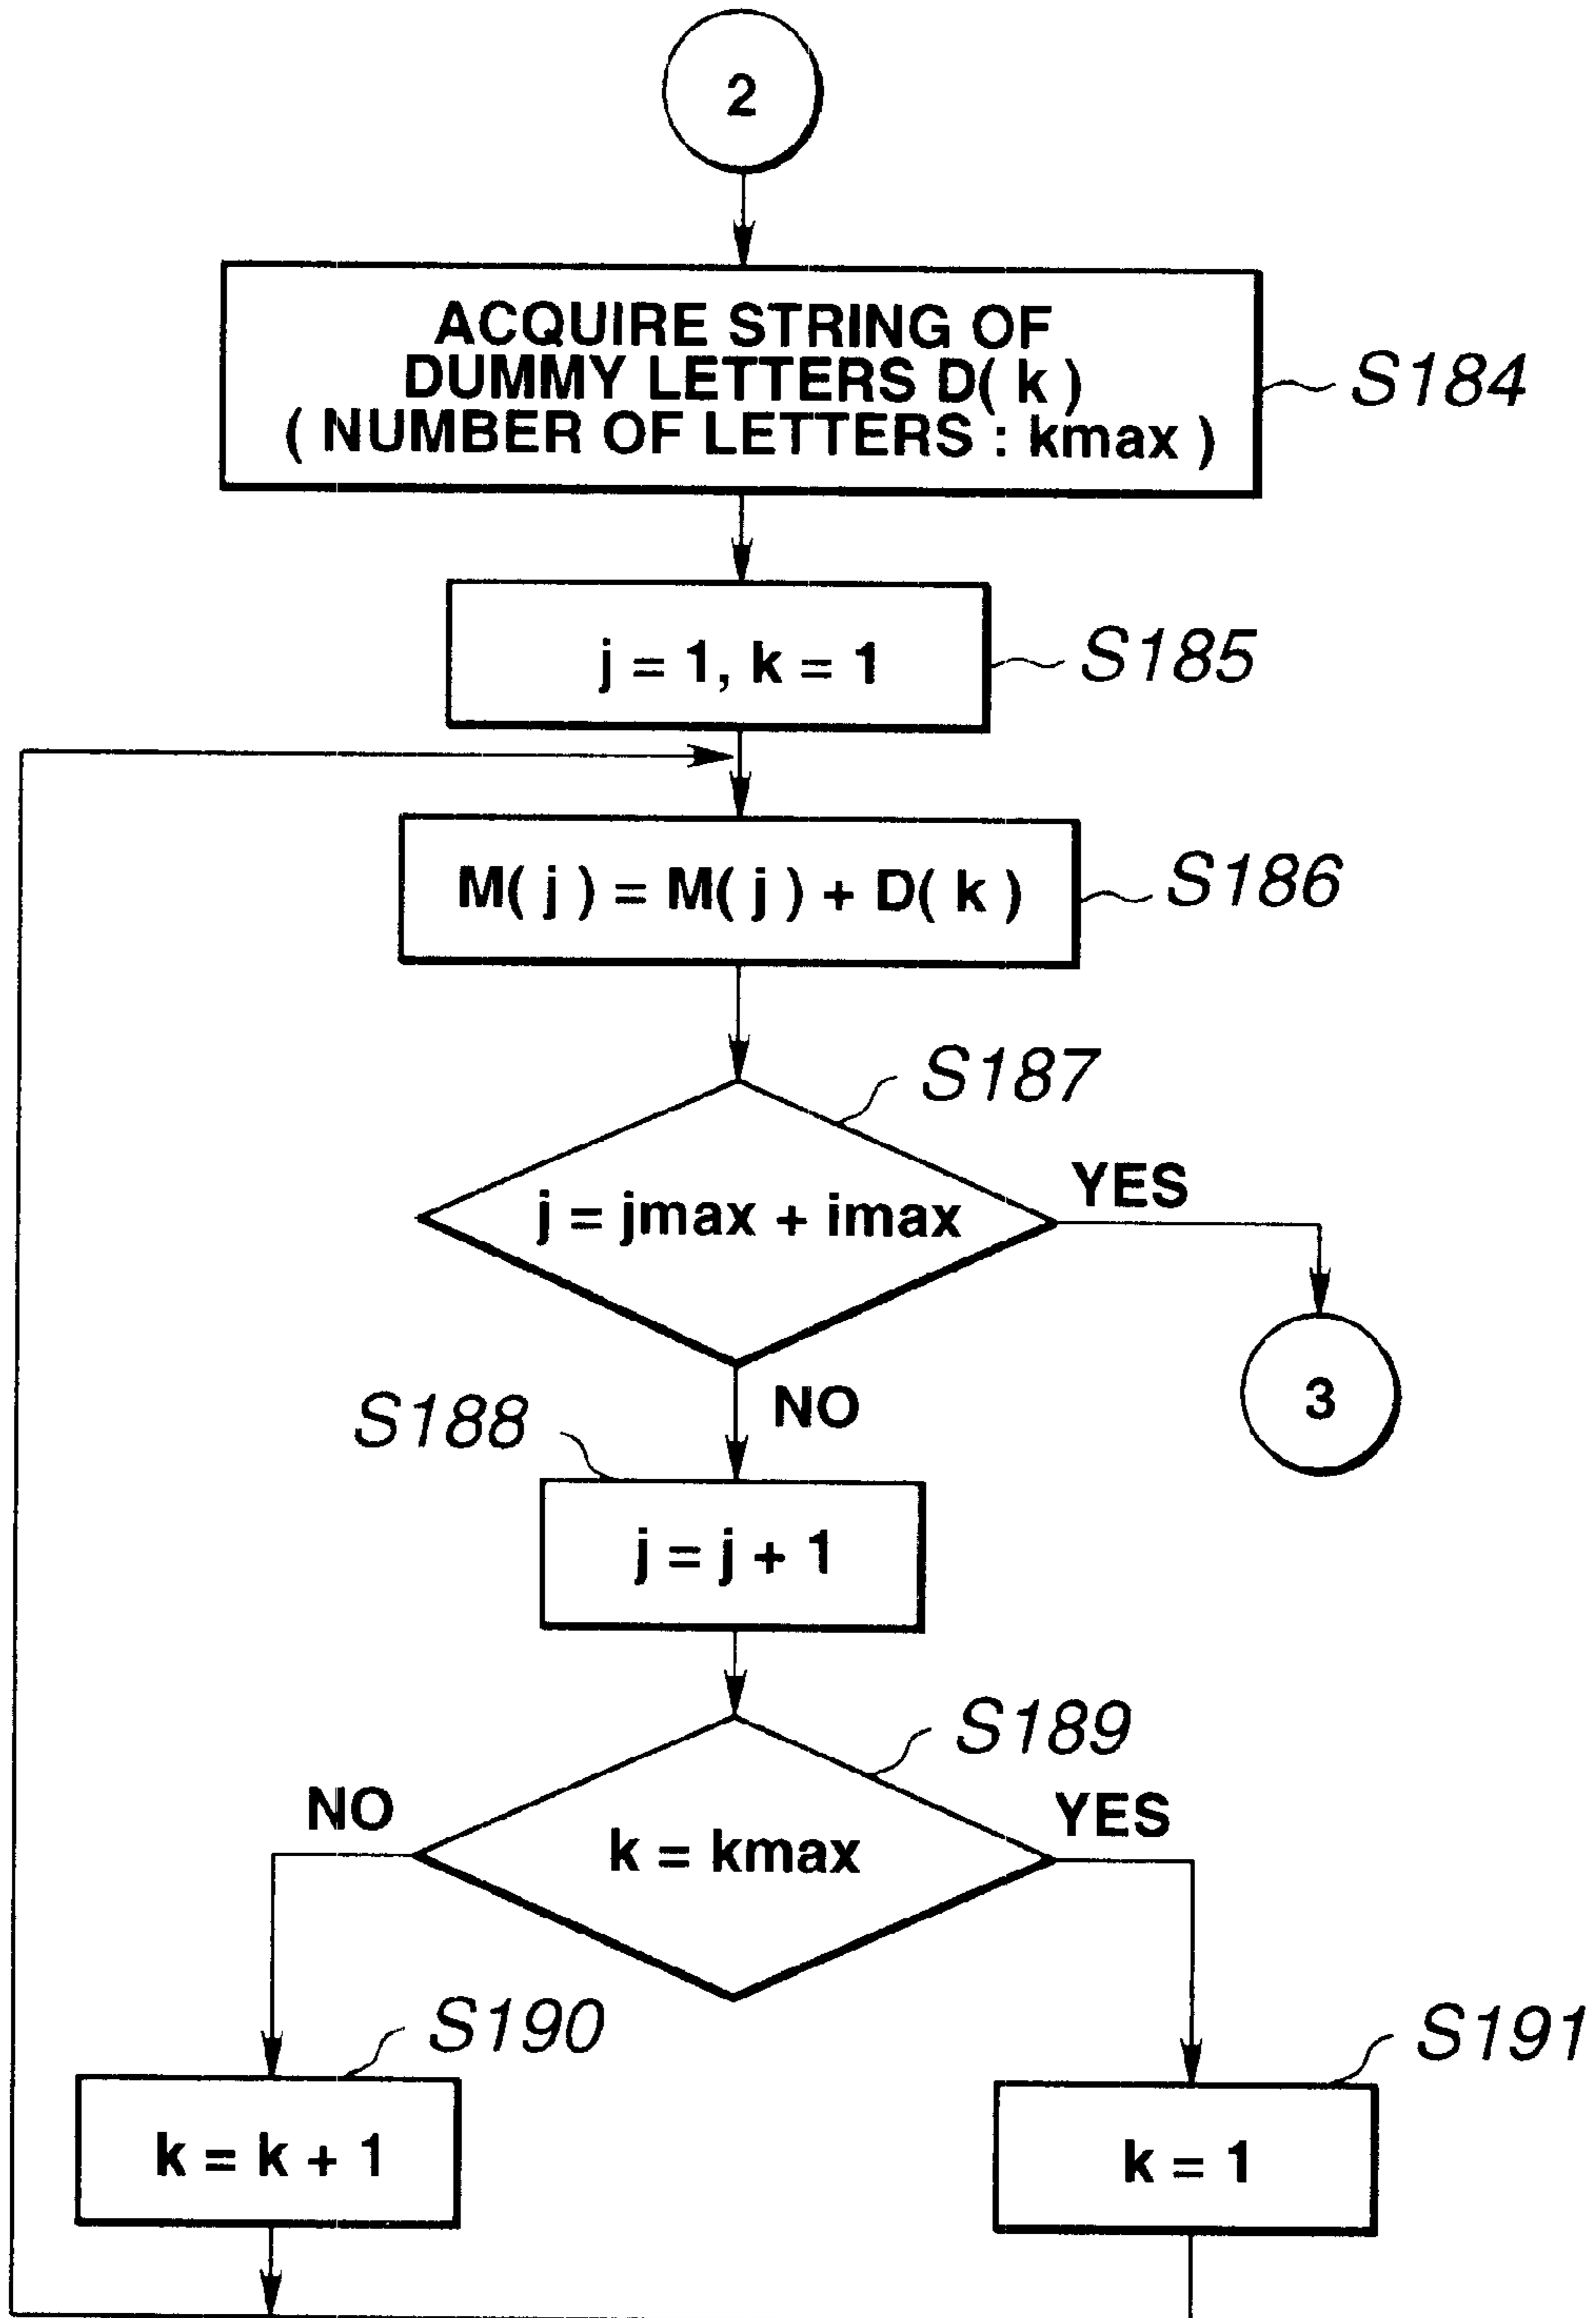 2
ACQUIRE STRING OF
DUMMY LETTERS D( k )
( NUMBER OF LETTERS : kmax )
S184
j = 1, k = 1
S185
M( j ) = M( j ) + D( k )
S186
S187
j = jmax + imax
YES
3
NO
S188
j = j + 1
S189
NO
k = kmax
YES
S190
S191
k = k + 1
k = 1